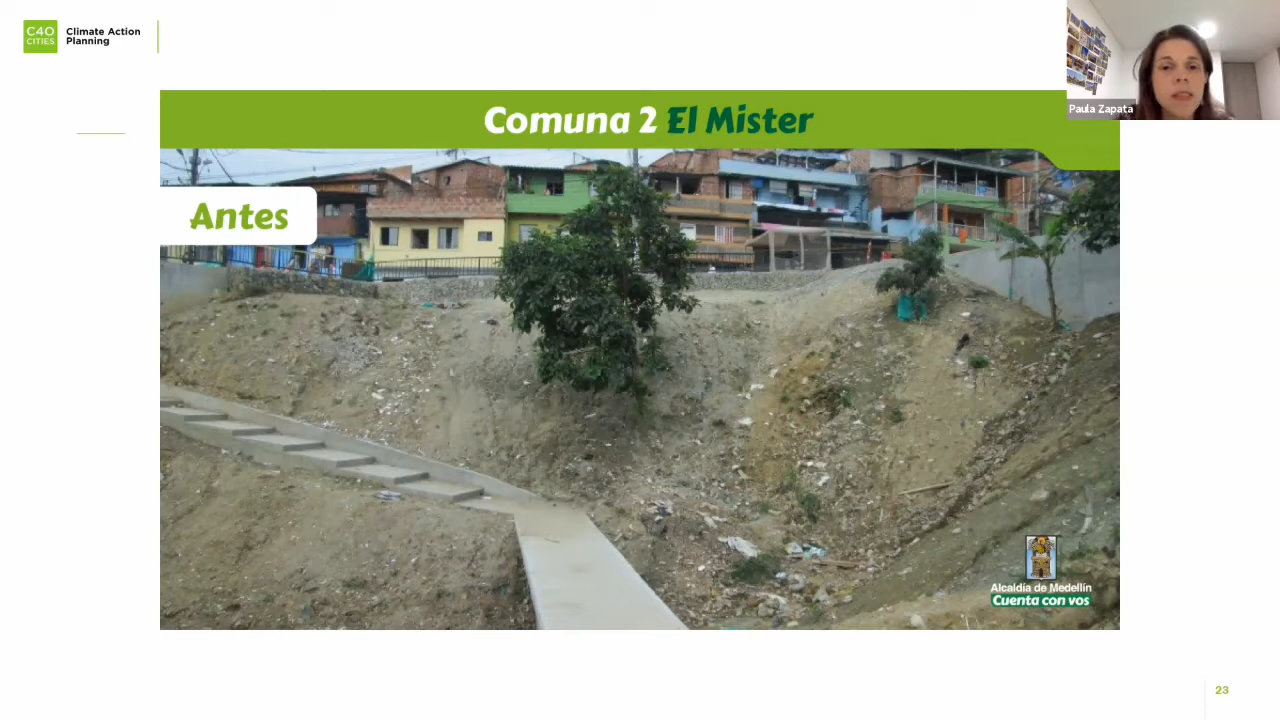 C40
CITIES
Climate Action
Planning
Paula Zapata
Comuna 2 El Mister
Antes
Alcaldía de Medellín
Cuenta con vos
23